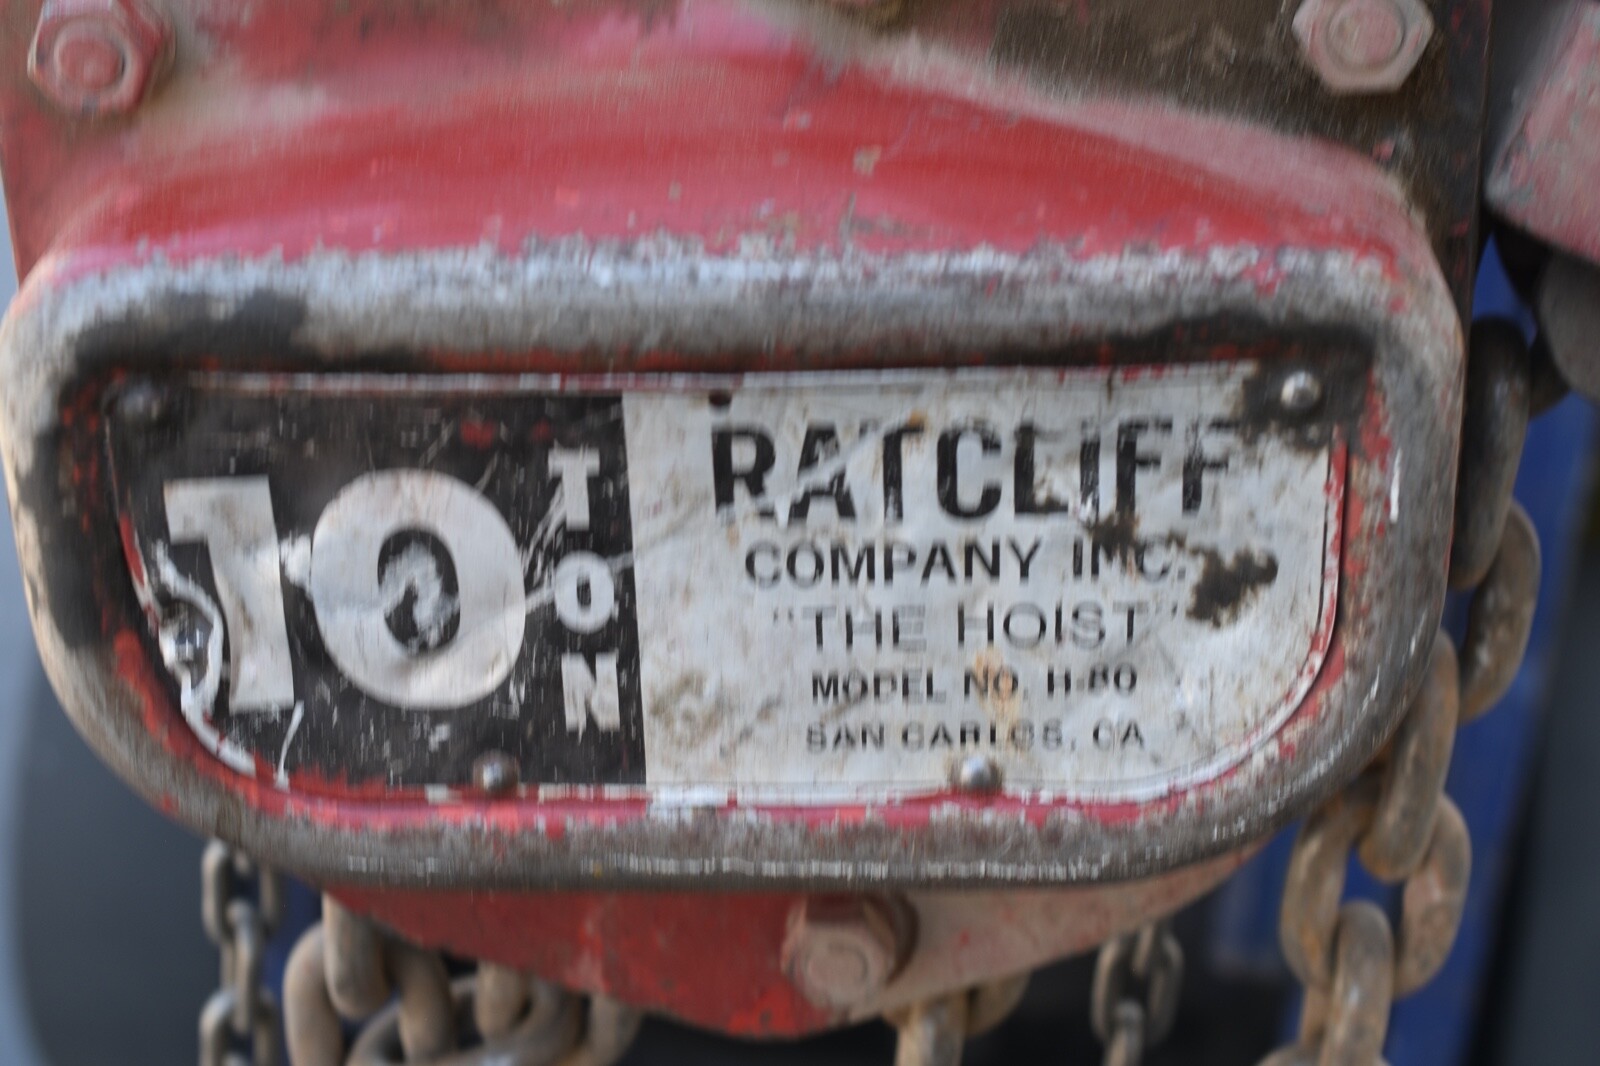 10 TON
RATCLIFF
COMPANY INC.
"THE HOIST"
MODEL NO. H-80
SAN CARLOS, CA